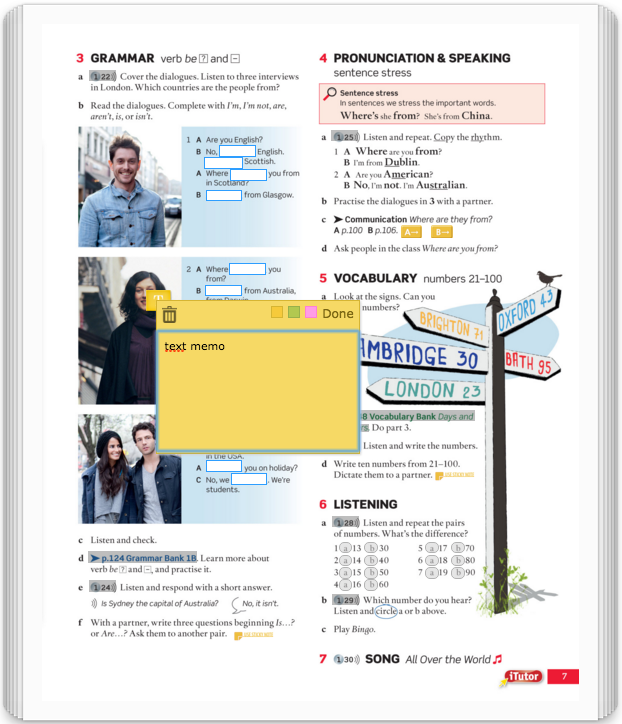 3 GRAMMAR verb be ? and –
a 1 22)) Cover the dialogues. Listen to three interviews
in London. Which countries are the people from?
b Read the dialogues. Complete with I'm, I'm not, are,
aren't, is, or isn't.
1 A Are you English?
B No, English.
Scottish.
A Where you from
in Scotland?
B from Glasgow.
2 A Where you
from?
B from Australia,
from Darwin.
Done
text memo
in the USA.
A you on holiday?
C No, we . We're
students.
c Listen and check.
d ➤ p.124 Grammar Bank 1B. Learn more about
verb be ? and –, and practise it.
e 1 24)) Listen and respond with a short answer.
)) Is Sydney the capital of Australia? No, it isn't.
f With a partner, write three questions beginning Is…?
or Are…? Ask them to another pair.
4 PRONUNCIATION & SPEAKING
sentence stress
Sentence stress
In sentences we stress the important words.
Where's she from? She's from China.
a 1 25)) Listen and repeat. Copy the rhythm.
1 A Where are you from?
B I'm from Dublin.
2 A Are you American?
B No, I'm not. I'm Australian.
b Practise the dialogues in 3 with a partner.
c ➤ Communication Where are they from?
A p.100 B p.106. A→ B→
d Ask people in the class Where are you from?
5 VOCABULARY numbers 21–100
a Look at the signs. Can you
numbers?
BRIGHTON 71
OXFORD 43
AMBRIDGE 30
BATH 95
LONDON 23
8 Vocabulary Bank Days and
Do part 3.
Listen and write the numbers.
d Write ten numbers from 21–100.
Dictate them to a partner.
6 LISTENING
a 1 28)) Listen and repeat the pairs
of numbers. What's the difference?
1 a 13 b 30 5 a 17 b 70
2 a 14 b 40 6 a 18 b 80
3 a 15 b 50 7 a 19 b 90
4 a 16 b 60
b 1 29)) Which number do you hear?
Listen and circle a or b above.
c Play Bingo.
7 1 30)) SONG All Over the World ♫
iTutor 7